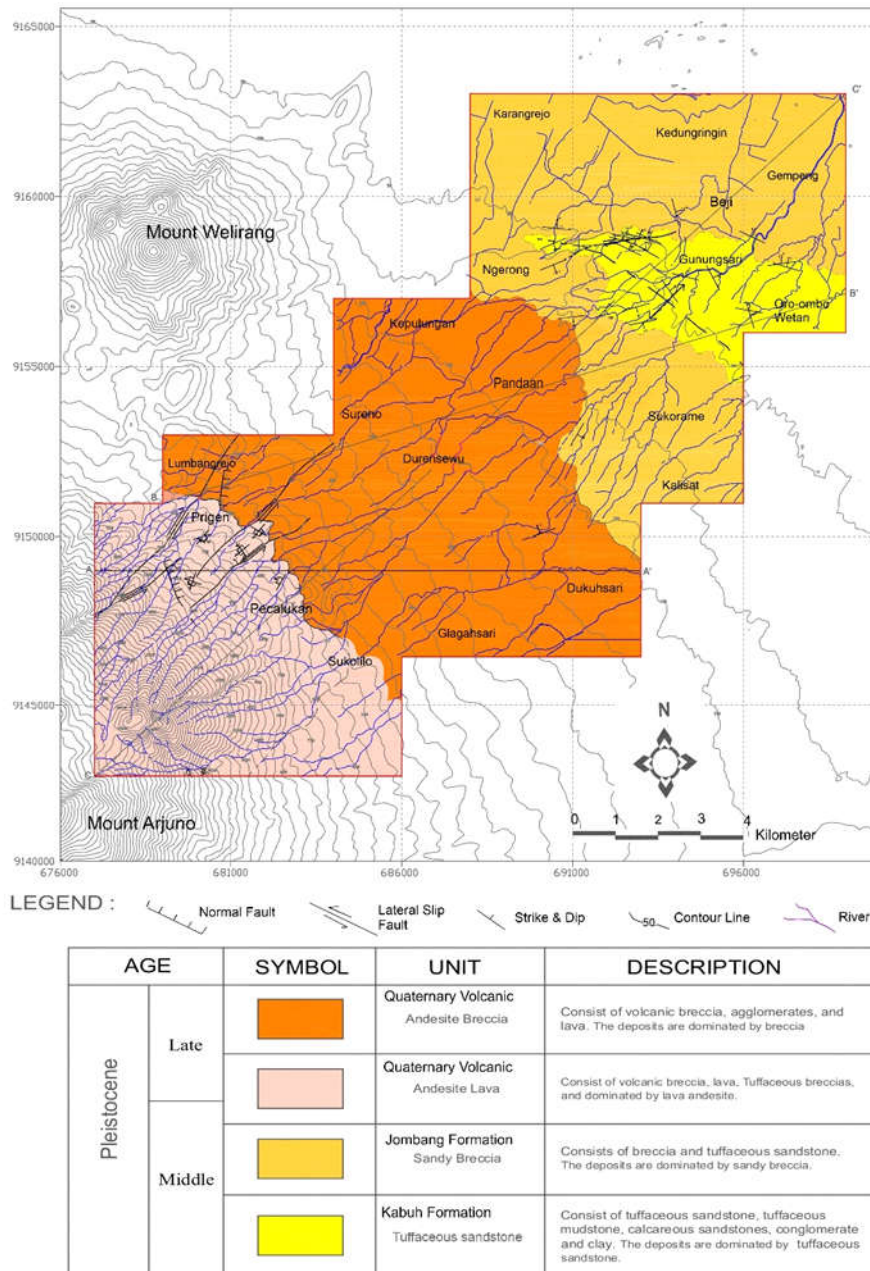 9165000
C'
Karangrejo
Kedungringin
Gempeng
9160000
Beji
Mount Welirang
Gunungsari
Ngerong
Oro-ombo
Wetan
B'
Kepulungan
9155000
Pandaan
Sureno
Sukorame
Durensewu
Lumbangrejo
Kalisat
B
Prigen
9150000
A
A'
Pecalukan
Dukuhsari
Glagahsari
Sukolilo
9145000
N
C
Mount Arjuno
0 1 2 3 4
Kilometer
9140000
676000 681000 686000 691000 696000
LEGEND :
Normal Fault
Lateral Slip
Fault
Strike & Dip
50
Contour Line
River
AGE SYMBOL UNIT DESCRIPTION
Pleistocene
Late
Quaternary Volcanic
Andesite Breccia
Consist of volcanic breccia, agglomerates, and
lava. The deposits are dominated by breccia
Quaternary Volcanic
Andesite Lava
Consist of volcanic breccia, lava, Tuffaceous breccias,
and dominated by lava andesite.
Middle
Jombang Formation
Sandy Breccia
Consists of breccia and tuffaceous sandstone.
The deposits are dominated by sandy breccia.
Kabuh Formation
Tuffaceous sandstone
Consist of tuffaceous sandstone, tuffaceous
mudstone, calcareous sandstones, conglomerate
and clay. The deposits are dominated by tuffaceous
sandstone.